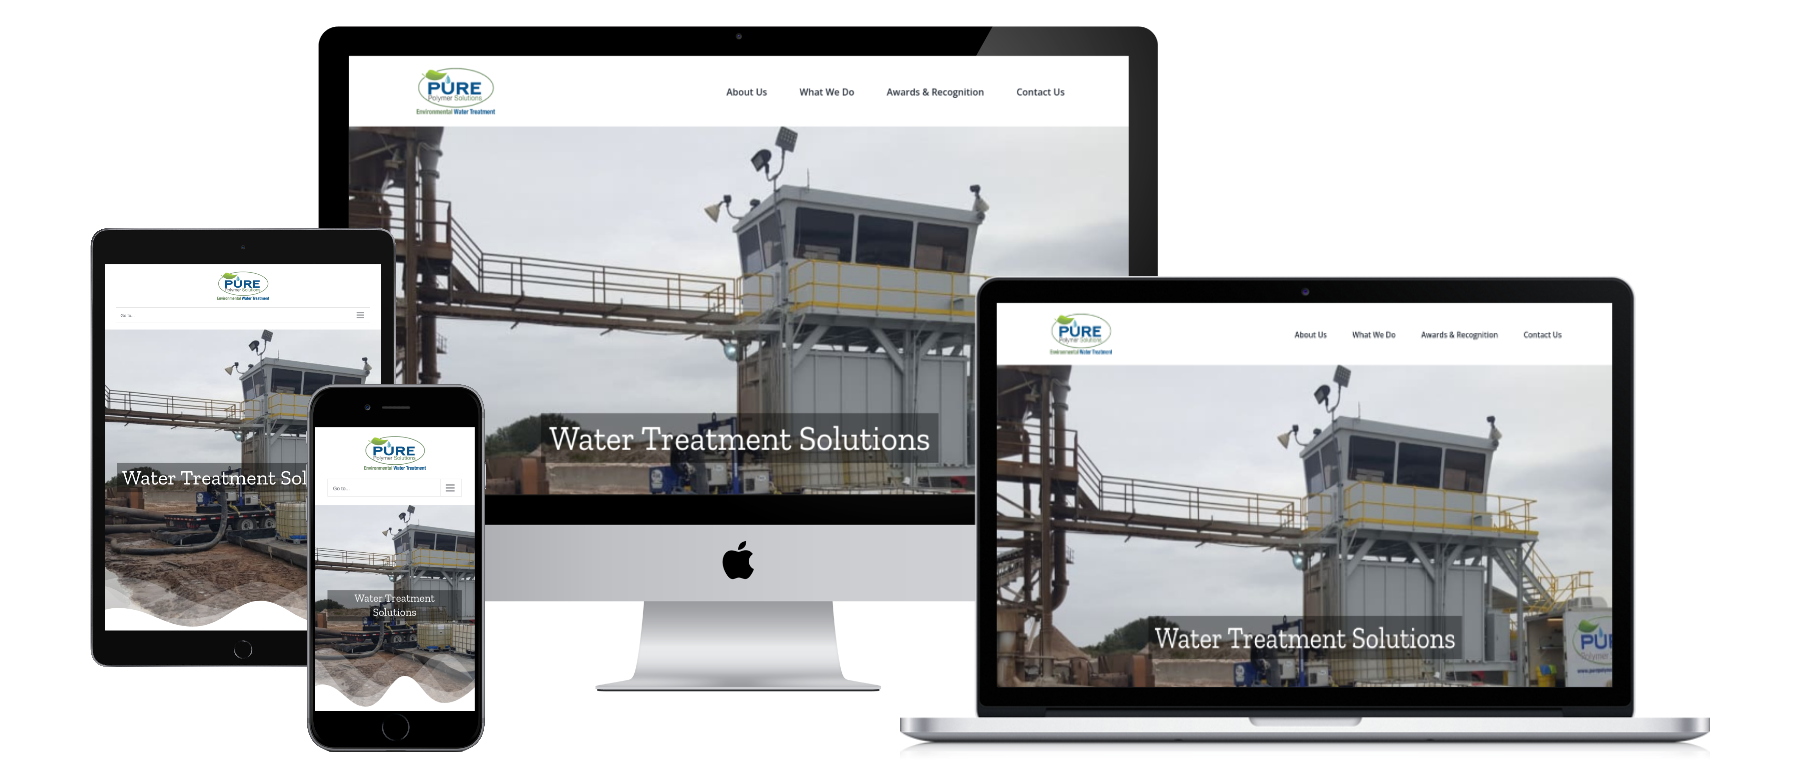 PURE
Polymer Solutions
Environmental Water Treatment
About Us What We Do Awards & Recognition Contact Us
Water Treatment Solutions
PURE
Polymer Solutions
Environmental Water Treatment
Go to...
Water Treatment Sol
PURE
Polymer Solutions
Environmental Water Treatment
Go to...
Water Treatment
Solutions
PURE
Polymer Solutions
Environmental Water Treatment
About Us What We Do Awards & Recognition Contact Us
Water Treatment Solutions
PU
Polymer S